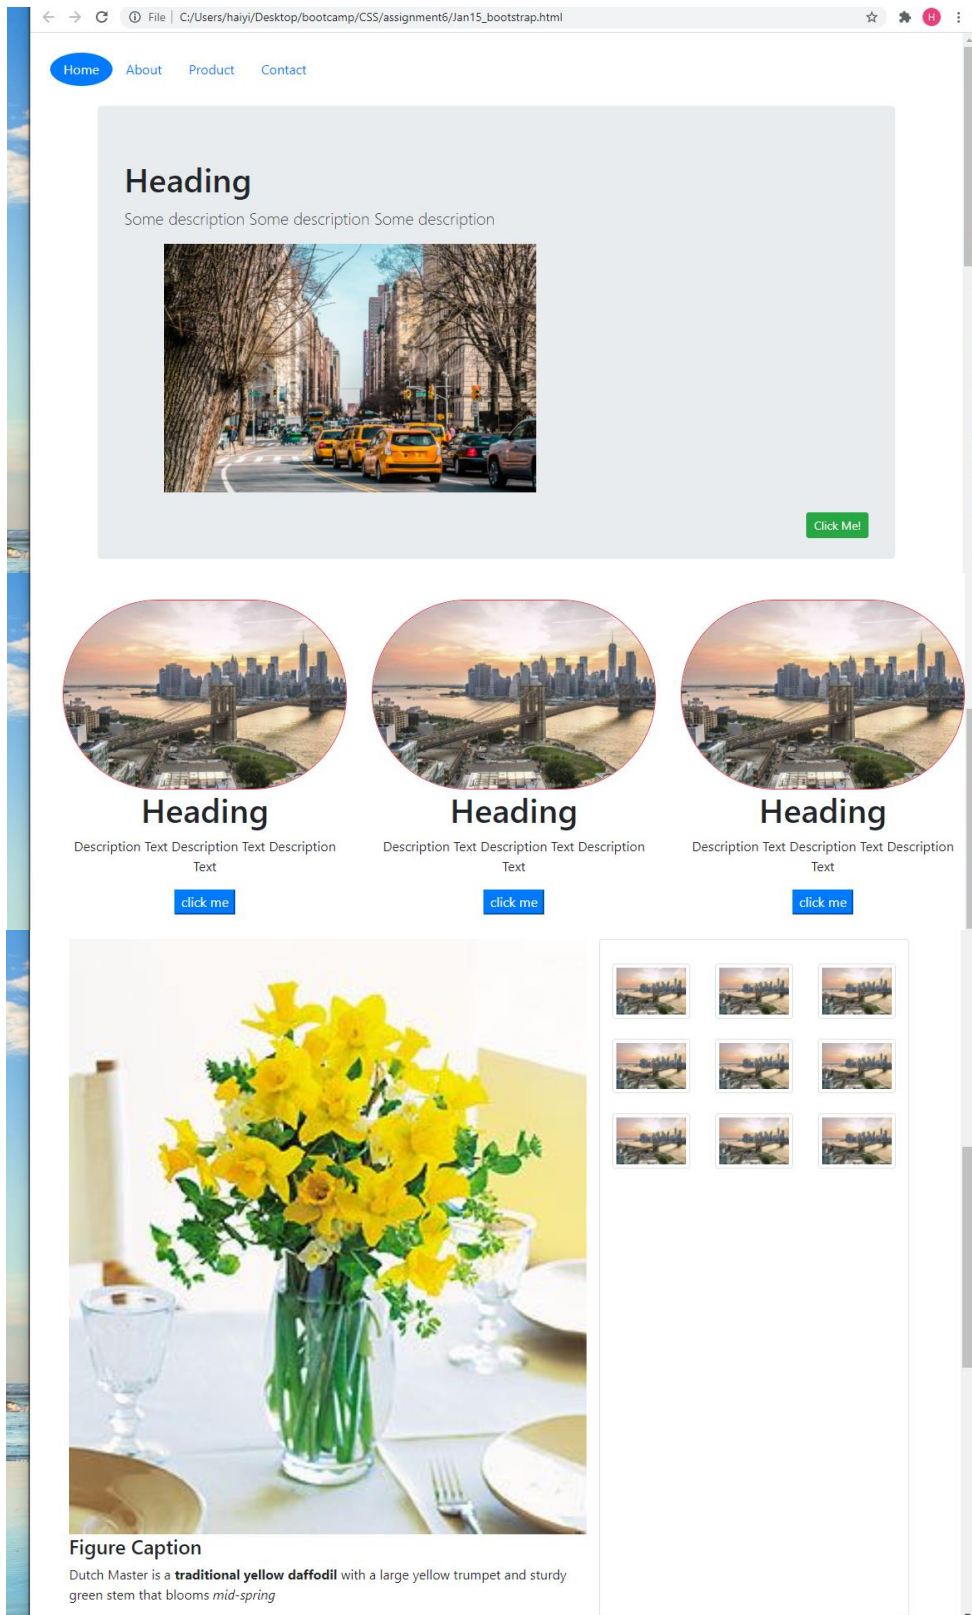 File C:/Users/haiyi/Desktop/bootcamp/CSS/assignment6/Jan15_bootstrap.html
H
Home About Product Contact
Heading
Some description Some description Some description
Click Me!
Heading Heading Heading
Description Text Description Text Description Description Text Description Text Description Description Text Description Text Description
Text Text Text
click me click me click me
Figure Caption
Dutch Master is a traditional yellow daffodil with a large yellow trumpet and sturdy
green stem that blooms mid-spring